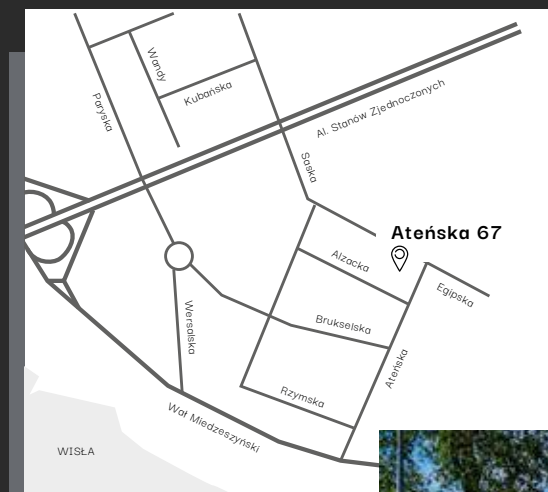 Wandy
Kubańska
Paryska
Al. Stanów Zjednoczonych
Saska
Ateńska 67
Alzacka
Egipska
Wersalska
Brukselska
Ateńska
Rzymska
Wał Miedzeszyński
WISŁA